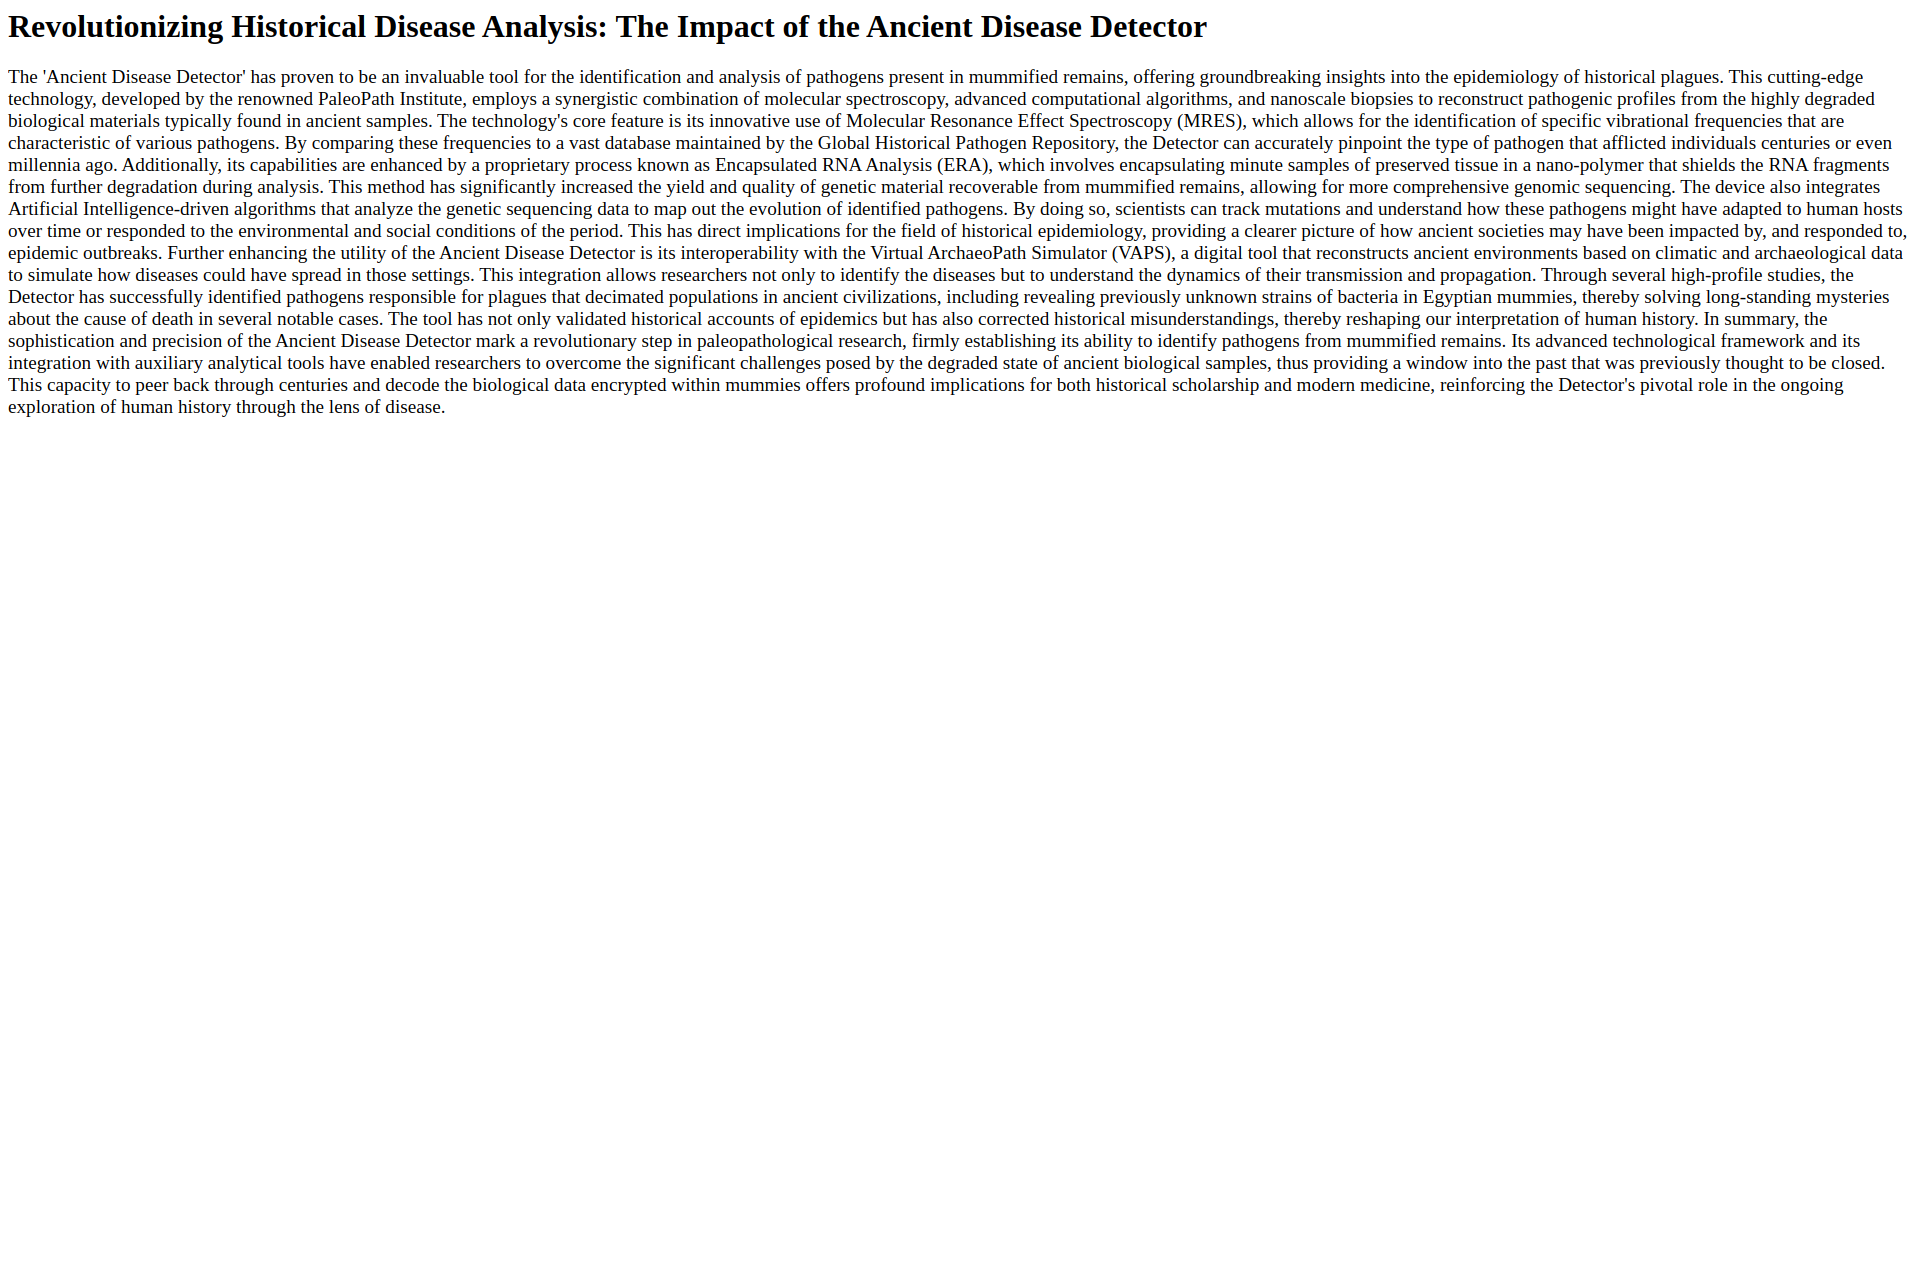 Revolutionizing Historical Disease Analysis: The Impact of the Ancient Disease Detector
The 'Ancient Disease Detector' has proven to be an invaluable tool for the identification and analysis of pathogens present in mummified remains, offering groundbreaking insights into the epidemiology of historical plagues. This cutting-edge
technology, developed by the renowned PaleoPath Institute, employs a synergistic combination of molecular spectroscopy, advanced computational algorithms, and nanoscale biopsies to reconstruct pathogenic profiles from the highly degraded
biological materials typically found in ancient samples. The technology's core feature is its innovative use of Molecular Resonance Effect Spectroscopy (MRES), which allows for the identification of specific vibrational frequencies that are
characteristic of various pathogens. By comparing these frequencies to a vast database maintained by the Global Historical Pathogen Repository, the Detector can accurately pinpoint the type of pathogen that afflicted individuals centuries or even
millennia ago. Additionally, its capabilities are enhanced by a proprietary process known as Encapsulated RNA Analysis (ERA), which involves encapsulating minute samples of preserved tissue in a nano-polymer that shields the RNA fragments
from further degradation during analysis. This method has significantly increased the yield and quality of genetic material recoverable from mummified remains, allowing for more comprehensive genomic sequencing. The device also integrates
Artificial Intelligence-driven algorithms that analyze the genetic sequencing data to map out the evolution of identified pathogens. By doing so, scientists can track mutations and understand how these pathogens might have adapted to human hosts
over time or responded to the environmental and social conditions of the period. This has direct implications for the field of historical epidemiology, providing a clearer picture of how ancient societies may have been impacted by, and responded to,
epidemic outbreaks. Further enhancing the utility of the Ancient Disease Detector is its interoperability with the Virtual ArchaeoPath Simulator (VAPS), a digital tool that reconstructs ancient environments based on climatic and archaeological data
to simulate how diseases could have spread in those settings. This integration allows researchers not only to identify the diseases but to understand the dynamics of their transmission and propagation. Through several high-profile studies, the
Detector has successfully identified pathogens responsible for plagues that decimated populations in ancient civilizations, including revealing previously unknown strains of bacteria in Egyptian mummies, thereby solving long-standing mysteries
about the cause of death in several notable cases. The tool has not only validated historical accounts of epidemics but has also corrected historical misunderstandings, thereby reshaping our interpretation of human history. In summary, the
sophistication and precision of the Ancient Disease Detector mark a revolutionary step in paleopathological research, firmly establishing its ability to identify pathogens from mummified remains. Its advanced technological framework and its
integration with auxiliary analytical tools have enabled researchers to overcome the significant challenges posed by the degraded state of ancient biological samples, thus providing a window into the past that was previously thought to be closed.
This capacity to peer back through centuries and decode the biological data encrypted within mummies offers profound implications for both historical scholarship and modern medicine, reinforcing the Detector's pivotal role in the ongoing
exploration of human history through the lens of disease.